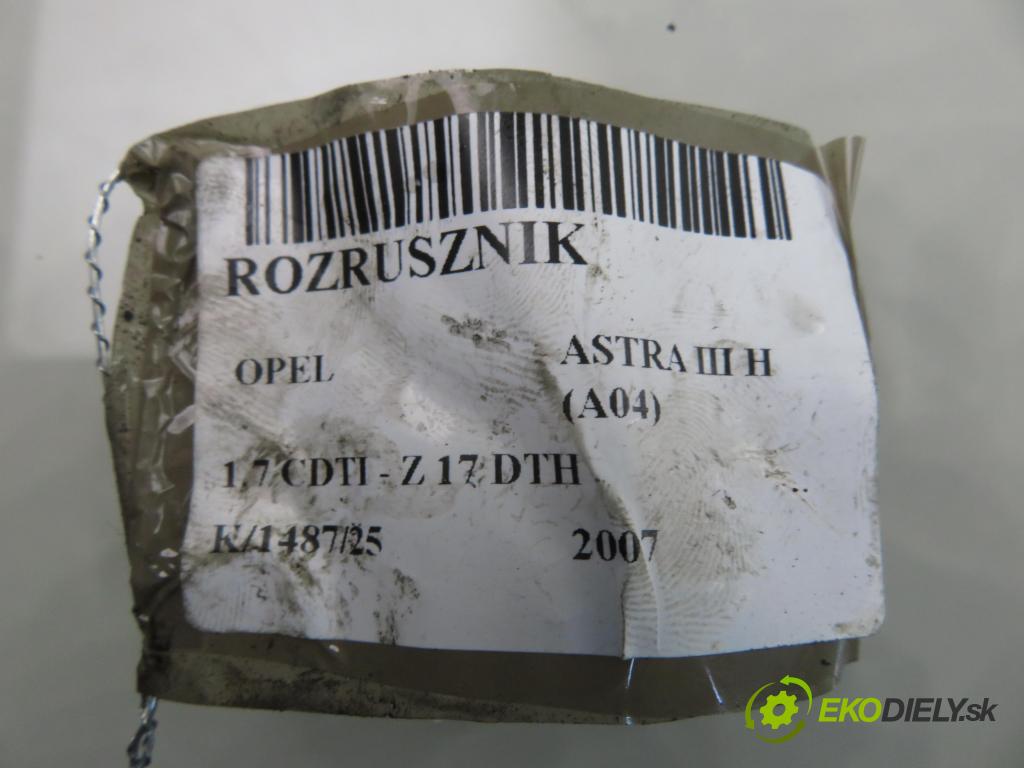 ROZRUSZNIK
OPEL ASTRA III H
(A04)
1.7 CDTI - Z 17 DTH
K/1487/25 2007
EKODIELY.sk